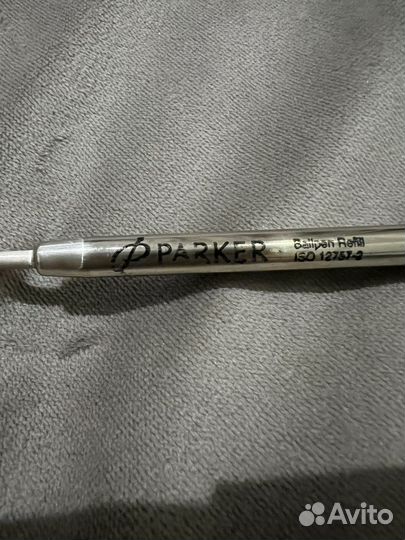 PARKER
Ballpen Refill
ISO 12757-2
Avito